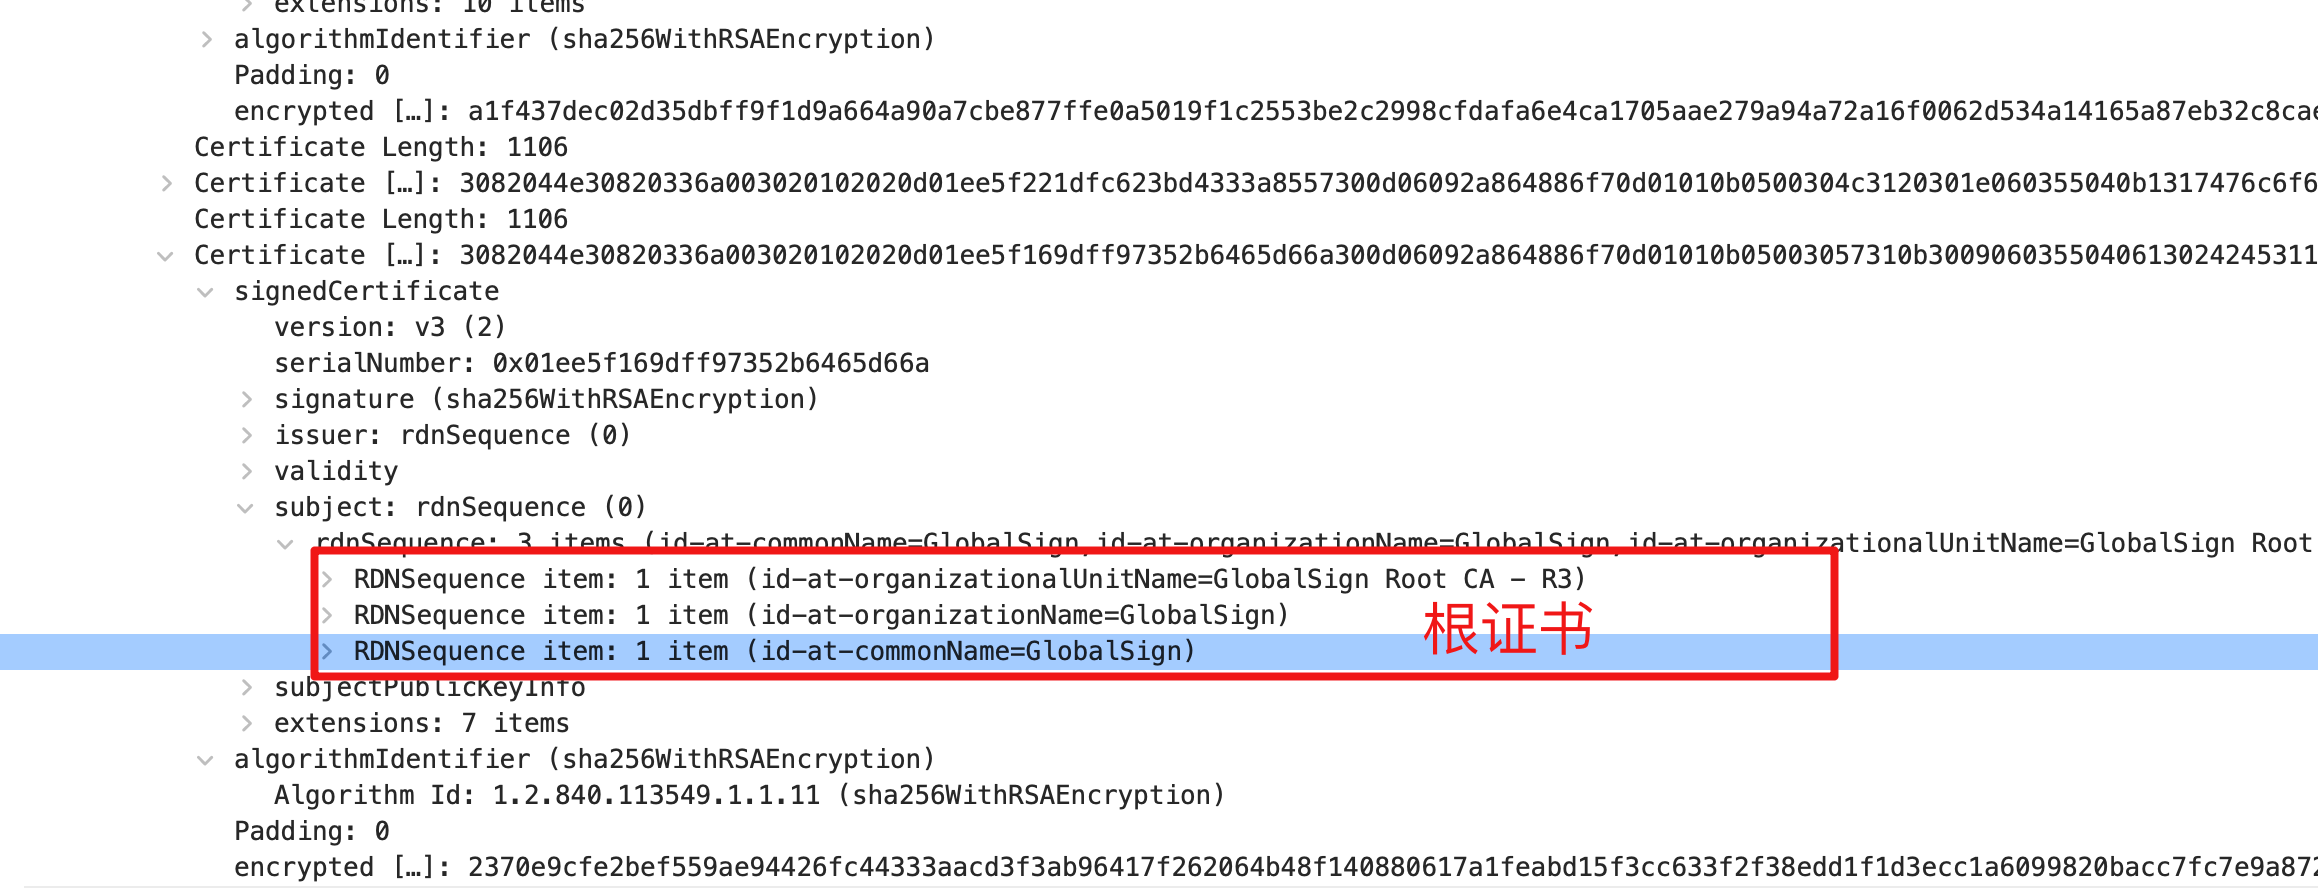 extensions: 10 items
algorithmIdentifier (sha256WithRSAEncryption)
Padding: 0
encrypted […]: a1f437dec02d35dbff9f1d9a664a90a7cbe877ffe0a5019f1c2553be2c2998cfdafa6e4ca1705aae279a94a72a16f0062d534a14165a87eb32c8cae
Certificate Length: 1106
Certificate […]: 3082044e30820336a003020102020d01ee5f221dfc623bd4333a8557300d06092a864886f70d01010b0500304c3120301e060355040b1317476c6f6
Certificate Length: 1106
Certificate […]: 3082044e30820336a003020102020d01ee5f169dff97352b6465d66a300d06092a864886f70d01010b05003057310b300906035504061302424531​1
signedCertificate
version: v3 (2)
serialNumber: 0x01ee5f169dff97352b6465d66a
signature (sha256WithRSAEncryption)
issuer: rdnSequence (0)
validity
subject: rdnSequence (0)
rdnSequence: 3 items (id-at-commonName=GlobalSign,id-at-organizationName=GlobalSign,id-at-organizationalUnitName=GlobalSign Root
RDNSequence item: 1 item (id-at-organizationalUnitName=GlobalSign Root CA - R3)
RDNSequence item: 1 item (id-at-organizationName=GlobalSign)
根证书
RDNSequence item: 1 item (id-at-commonName=GlobalSign)
subjectPublicKeyInfo
extensions: 7 items
algorithmIdentifier (sha256WithRSAEncryption)
Algorithm Id: 1.2.840.113549.1.1.11 (sha256WithRSAEncryption)
Padding: 0
encrypted […]: 2370e9cfe2bef559ae94426fc44333aacd3f3ab96417f262064b48f140880617a1feabd15f3cc633f2f38edd1f1d3ecc1a6099820bacc7fc7e9a872